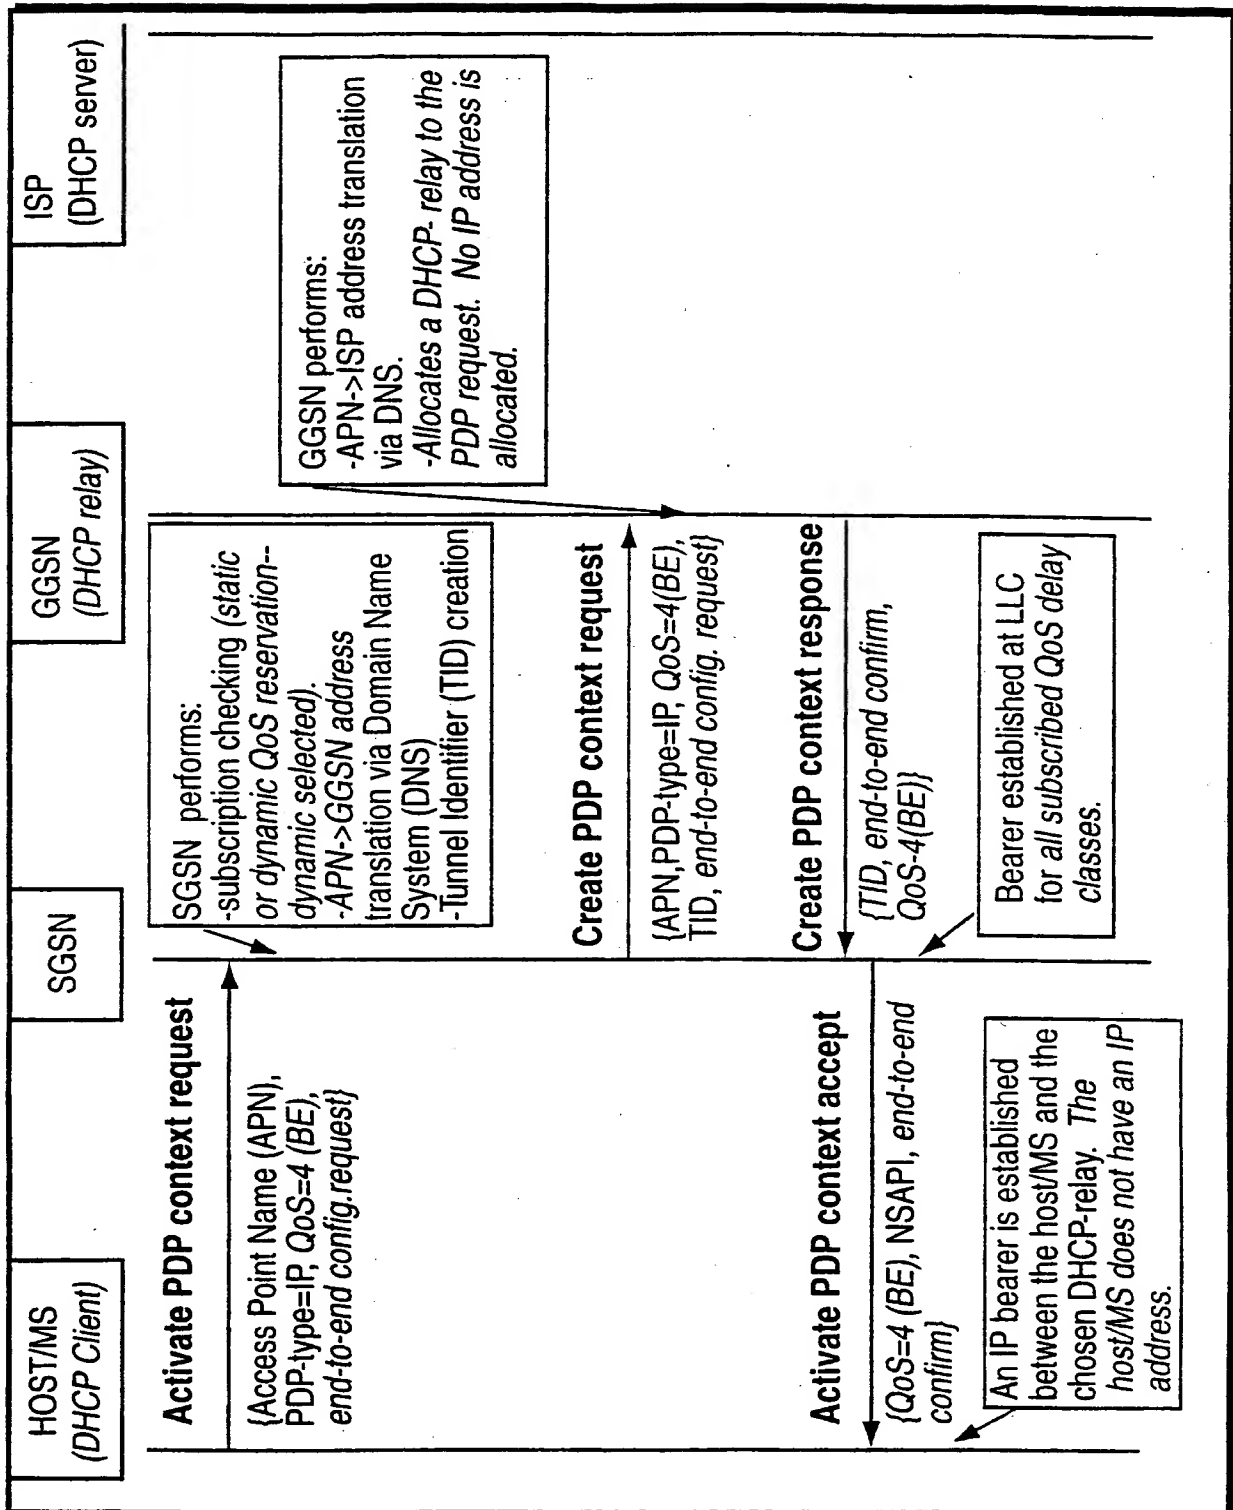 HOST/MS
(DHCP Client)
SGSN
GGSN
(DHCP relay)
ISP
(DHCP server)
Activate PDP context request
{Access Point Name (APN),
PDP-type=IP, QoS=4 (BE),
end-to-end config.request}
SGSN performs:
-subscription checking (static
or dynamic QoS reservation--
dynamic selected).
-APN->GGSN address
translation via Domain Name
System (DNS)
-Tunnel Identifier (TID) creation
Create PDP context request
{APN,PDP-type=IP, QoS=4(BE),
TID, end-to-end config. request}
GGSN performs:
-APN->ISP address translation
via DNS.
-Allocates a DHCP- relay to the
PDP request. No IP address is
allocated.
Create PDP context response
{TID, end-to-end confirm,
QoS-4(BE)}
Bearer established at LLC
for all subscribed QoS delay
classes.
Activate PDP context accept
{QoS=4 (BE), NSAPI, end-to-end
confirm}
An IP bearer is established
between the host/MS and the
chosen DHCP-relay. The
host/MS does not have an IP
address.